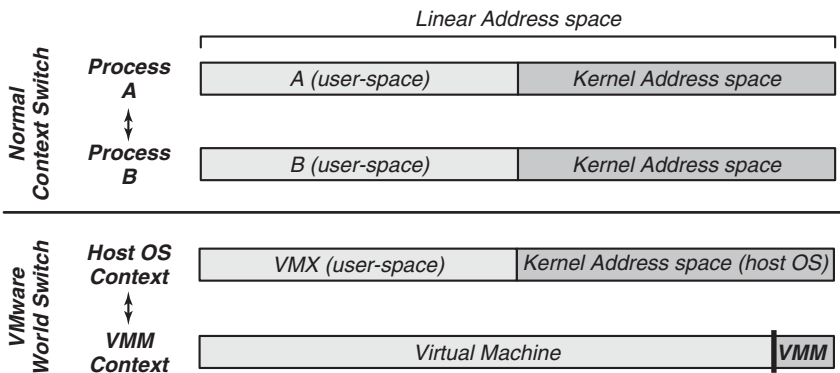 Linear Address space
Normal
Context Switch
Process
A
A (user-space)
Kernel Address space
Process
B
B (user-space)
Kernel Address space
VMware
World Switch
Host OS
Context
VMX (user-space)
Kernel Address space (host OS)
VMM
Context
Virtual Machine
VMM